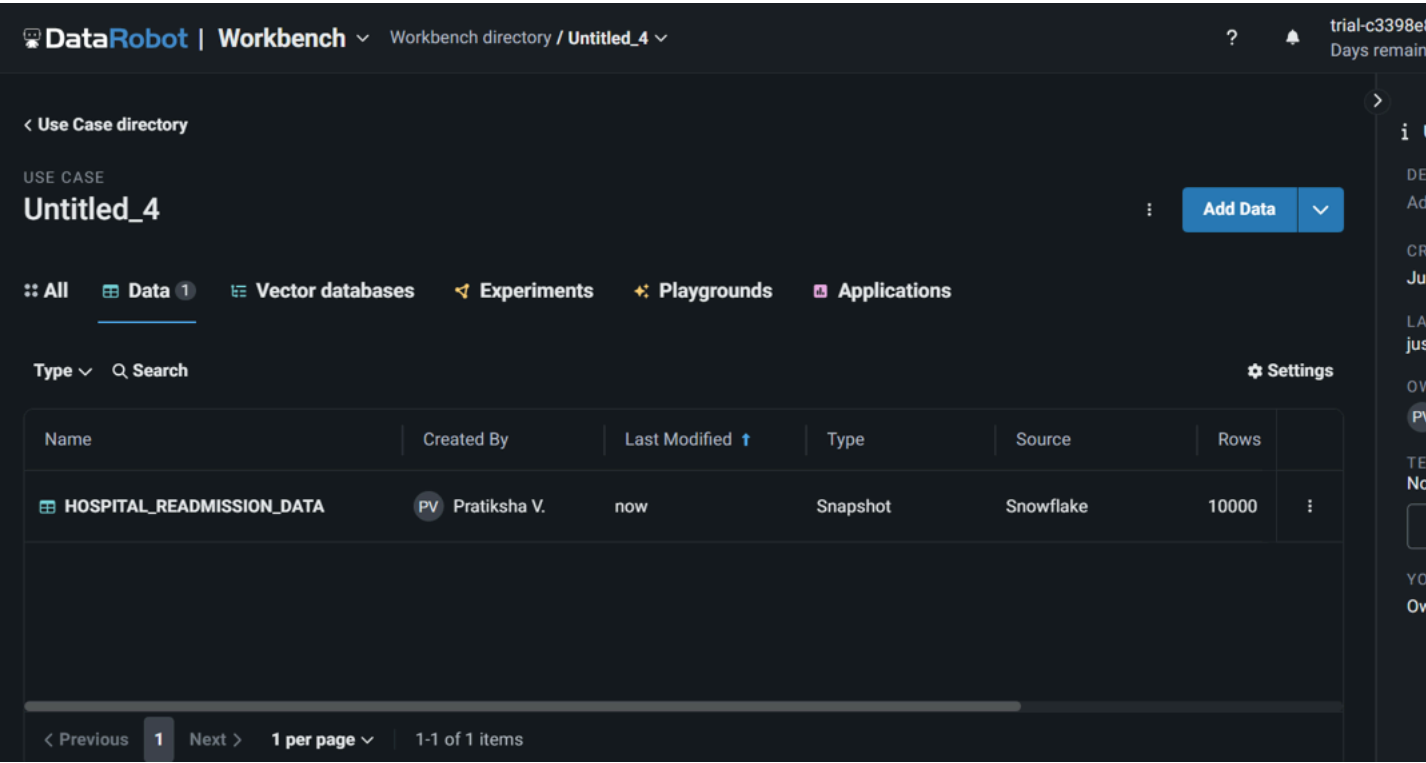 DataRobot | Workbench Workbench directory / Untitled_4
?
Days remain
Use Case directory
USE CASE
Untitled_4
Add Data
All Data 1 Vector databases Experiments Playgrounds Applications
Type Search Settings
Name Created By Last Modified Type Source Rows
HOSPITAL_READMISSION_DATA PV Pratiksha V. now Snapshot Snowflake 10000
< Previous 1 Next > 1 per page 1-1 of 1 items